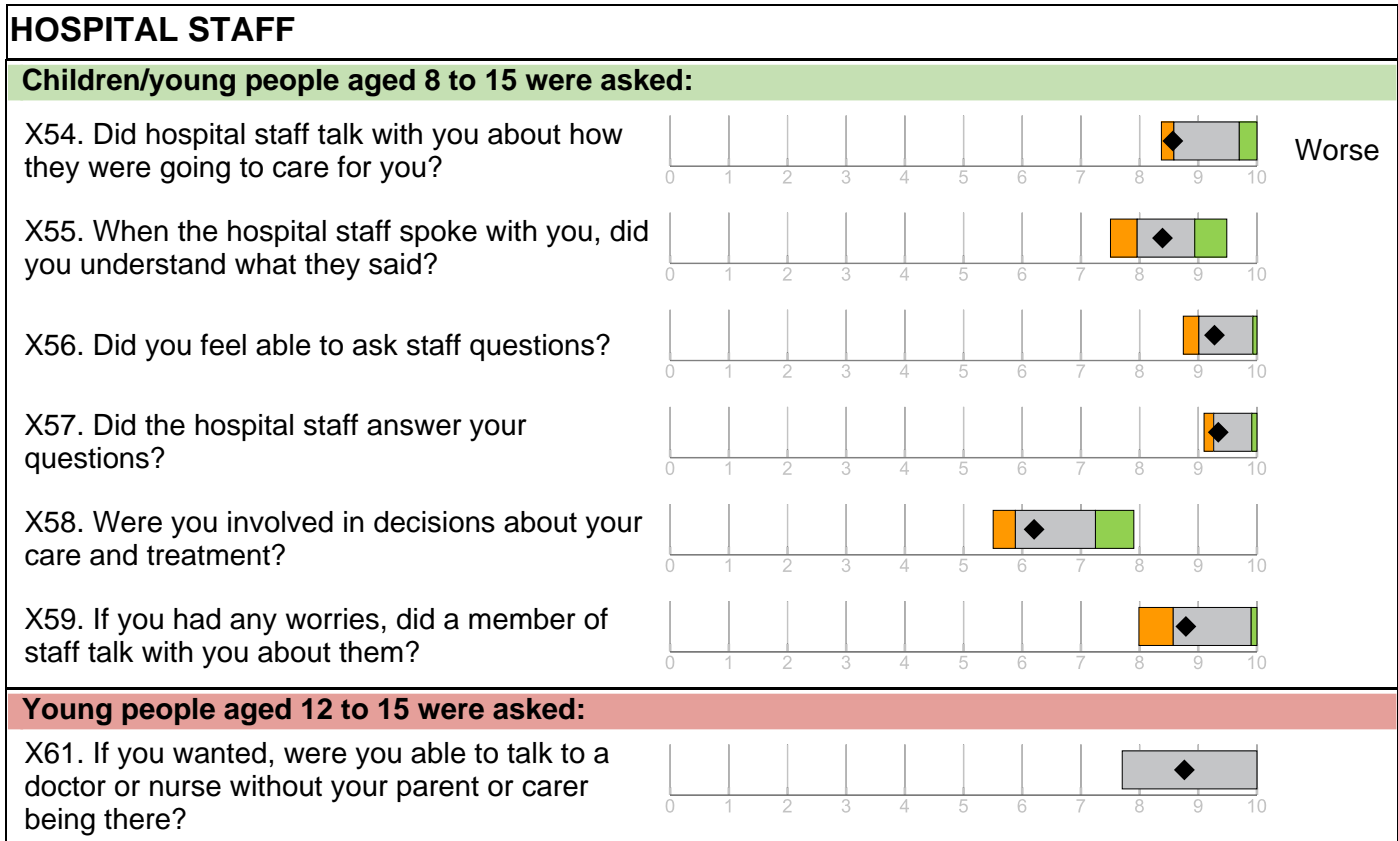 HOSPITAL STAFF
Children/young people aged 8 to 15 were asked:
X54. Did hospital staff talk with you about how
they were going to care for you?
0 1 2 3 4 5 6 7 8 9 10
Worse
X55. When the hospital staff spoke with you, did
you understand what they said?
0 1 2 3 4 5 6 7 8 9 10
X56. Did you feel able to ask staff questions?
0 1 2 3 4 5 6 7 8 9 10
X57. Did the hospital staff answer your
questions?
0 1 2 3 4 5 6 7 8 9 10
X58. Were you involved in decisions about your
care and treatment?
0 1 2 3 4 5 6 7 8 9 10
X59. If you had any worries, did a member of
staff talk with you about them?
0 1 2 3 4 5 6 7 8 9 10
Young people aged 12 to 15 were asked:
X61. If you wanted, were you able to talk to a
doctor or nurse without your parent or carer
being there?
0 1 2 3 4 5 6 7 8 9 10